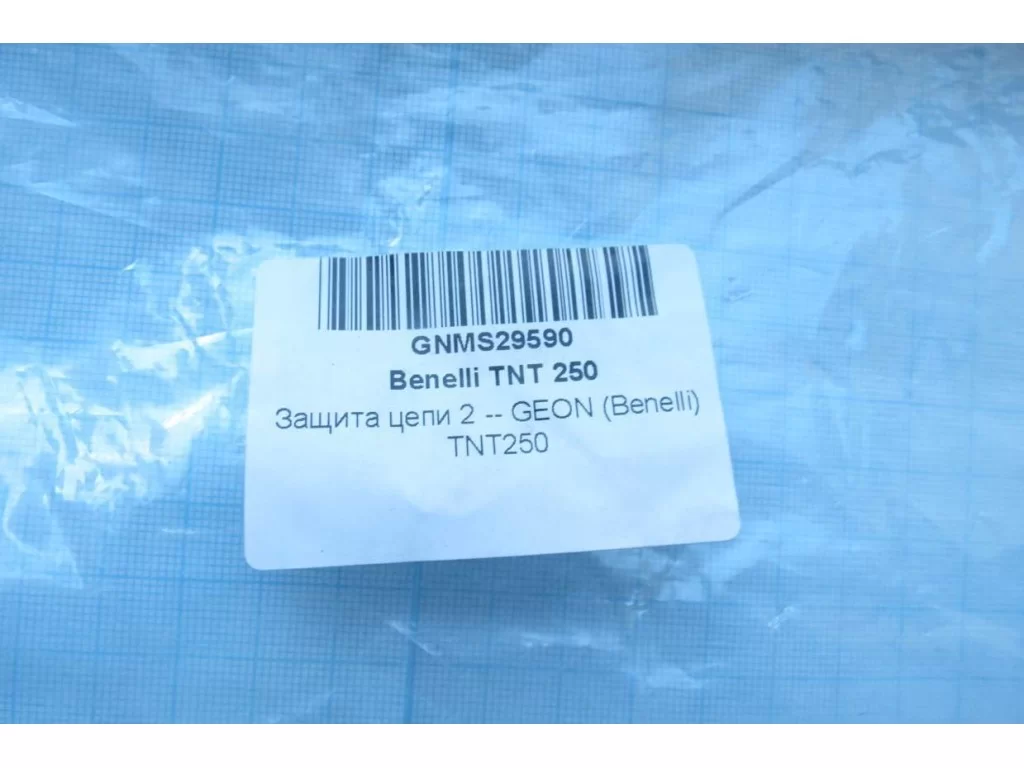 GNMS29590
Benelli TNT 250
Защита цепи 2 -- GEON (Benelli)
TNT250